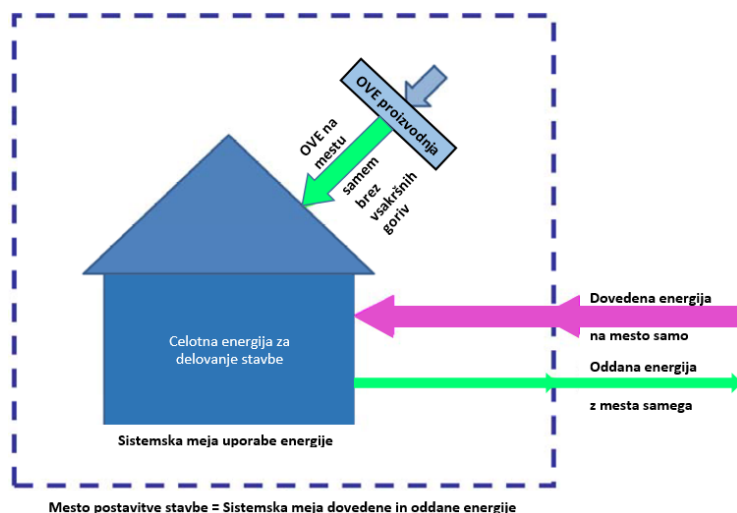 OVE proizvodnja
OVE na
mestu
samem
brez
vsakršnih
goriv
Dovedena energija
na mesto samo
Celotna energija za
delovanje stavbe
Oddana energija
z mesta samega
Sistemska meja uporabe energije
Mesto postavitve stavbe = Sistemska meja dovedene in oddane energije